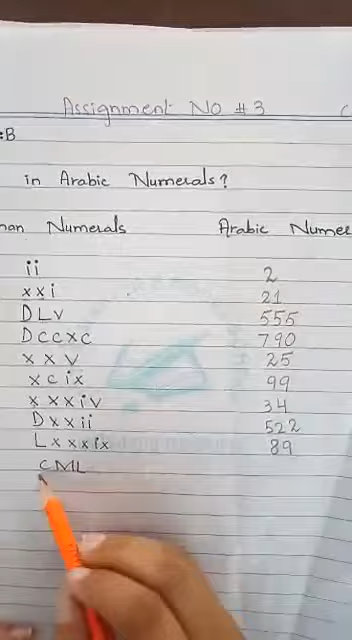 Assignment No # 3 C
:B
in Arabic Numerals?
man Numerals Arabic Numer
ii 2
xxi 21
DLV 555
DCCXC 790
XXV 25
xcix 99
xxxiv 34
Dxxii 522
Lxxxix 89
CML